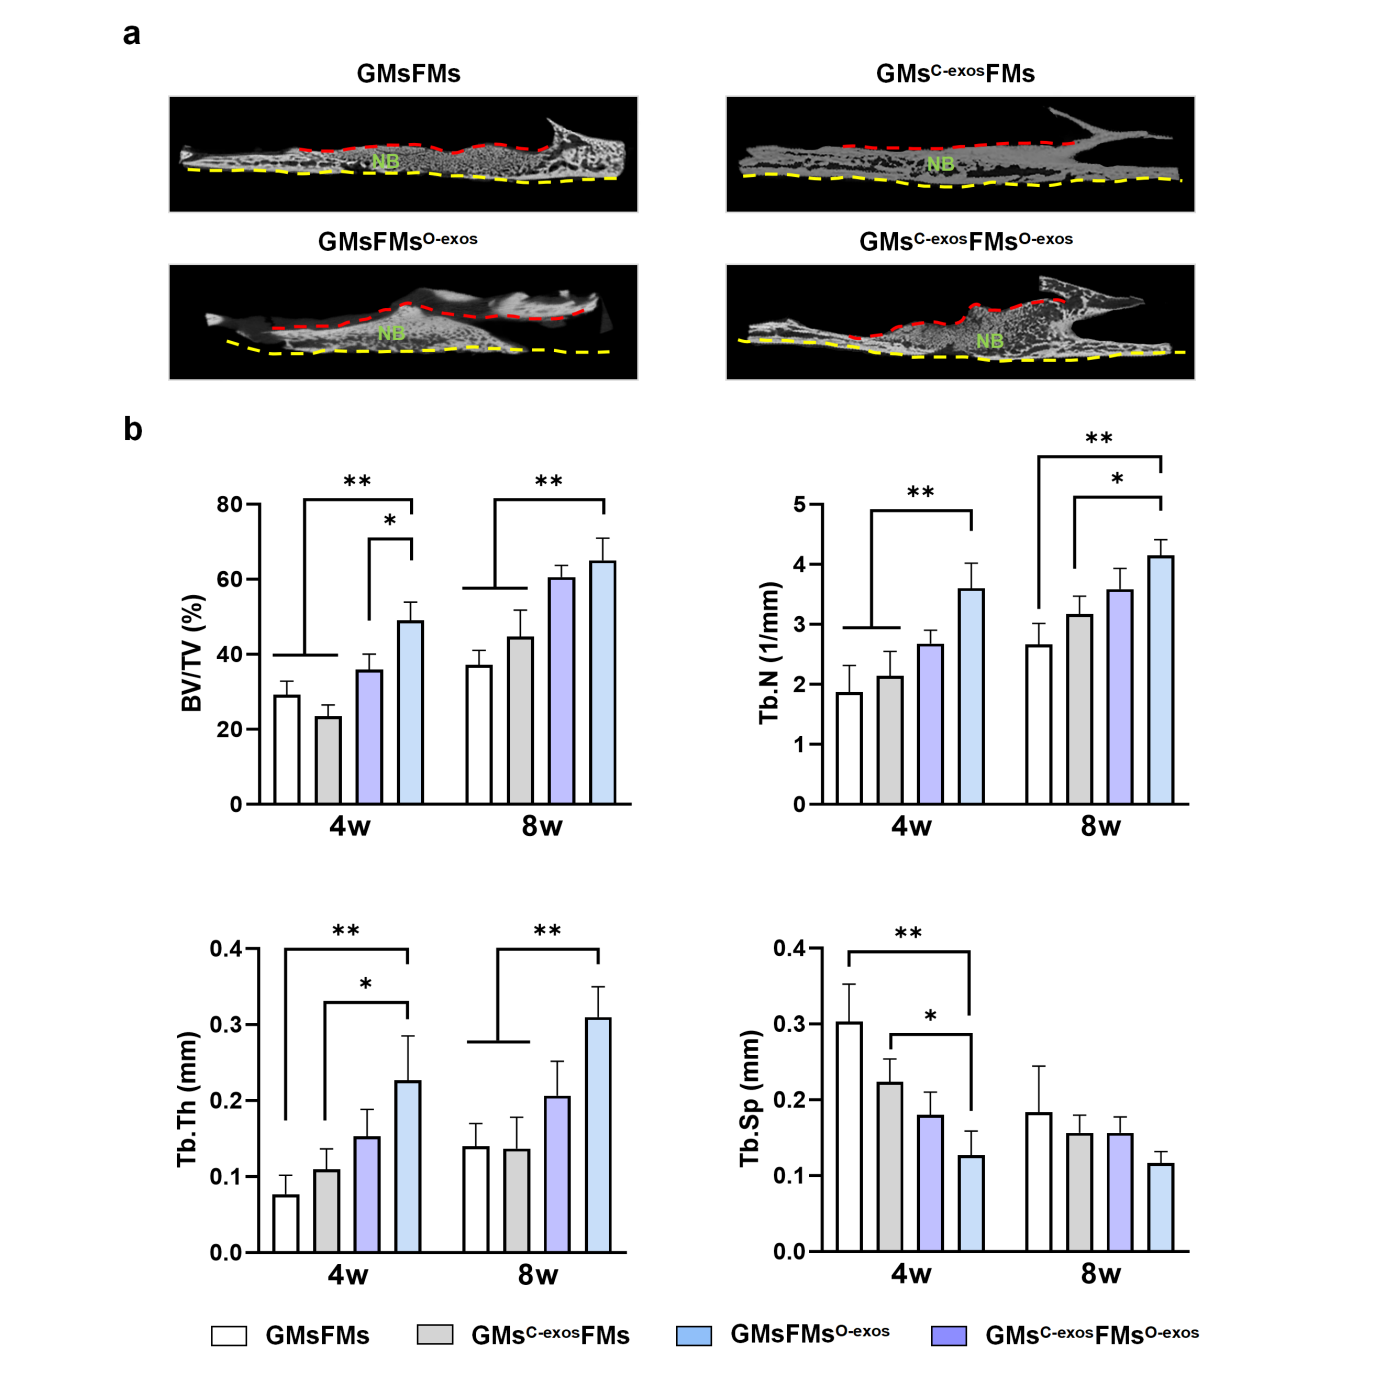 a
GMsFMs
GMsC-exosFMs
NB
NB
GMsFMsO-exos
GMsC-exosFMsO-exos
NB
NB
b
BV/TV (%)
80
60
40
20
0
**
*
**
4w
8w
Tb.N (1/mm)
5
4
3
2
1
0
**
**
*
4w
8w
Tb.Th (mm)
0.4
0.3
0.2
0.1
0.0
**
*
**
4w
8w
Tb.Sp (mm)
0.4
0.3
0.2
0.1
0.0
**
*
4w
8w
GMsFMs
GMsC-exosFMs
GMsFMsO-exos
GMsC-exosFMsO-exos